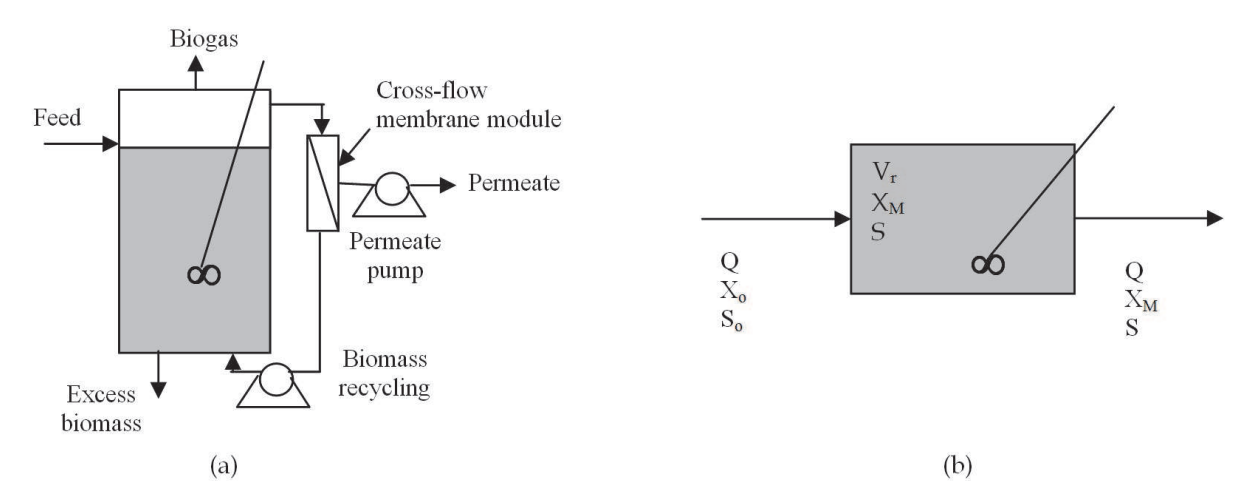 Biogas
Feed
Cross-flow
membrane module
Permeate
Permeate
pump
Biomass
recycling
Excess
biomass
(a)
V_r
X_M
S
Q
X_o
S_o
Q
X_M
S
(b)